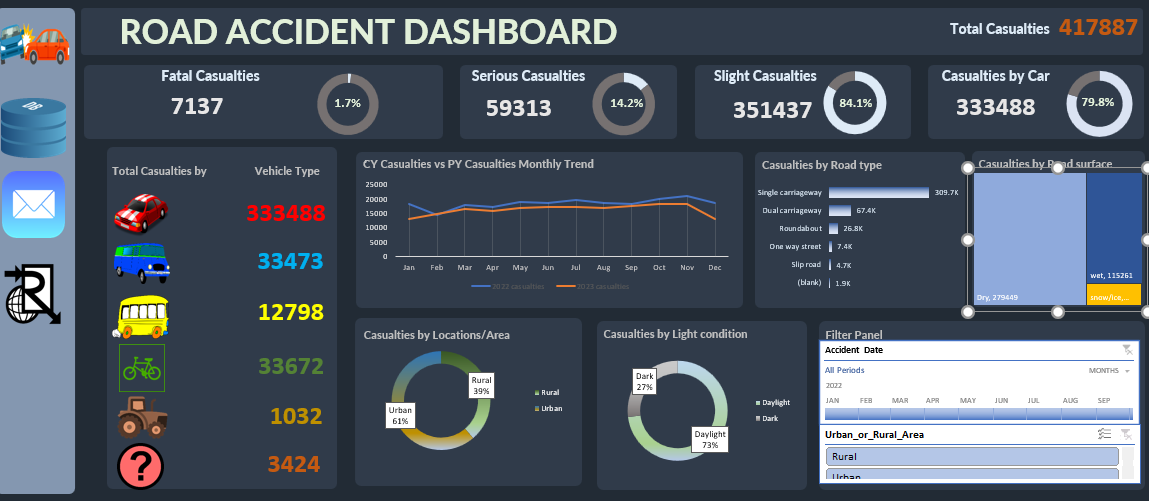 ROAD ACCIDENT DASHBOARD
Total Casualties 417887
Fatal Casualties
7137
1.7%
Serious Casualties
59313
14.2%
Slight Casualties
351437
84.1%
Casualties by Car
333488
79.8%
Total Casualties by Vehicle Type
333488
33473
12798
33672
1032
3424
?
CY Casualties vs PY Casualties Monthly Trend
25000
20000
15000
10000
5000
0
Jan Feb Mar Apr May Jun Jul Aug Sep Oct Nov Dec
2022 casualties 2023 casualties
Casualties by Road type
Single carriageway 309.7K
Dual carriageway 67.4K
Roundabout 26.8K
One way street 7.4K
Slip road 4.7K
(blank) 1.9K
Casualties by Road surface
Dry, 279449
wet, 115261
snow/ice,...
Casualties by Locations/Area
Rural
39%
Urban
61%
Rural
Urban
Casualties by Light condition
Dark
27%
Daylight
73%
Daylight
Dark
Filter Panel
Accident Date
All Periods MONTHS
2022
JAN FEB MAR APR MAY JUN JUL AUG SEP
Urban_or_Rural_Area
Rural
Urban
DB
R